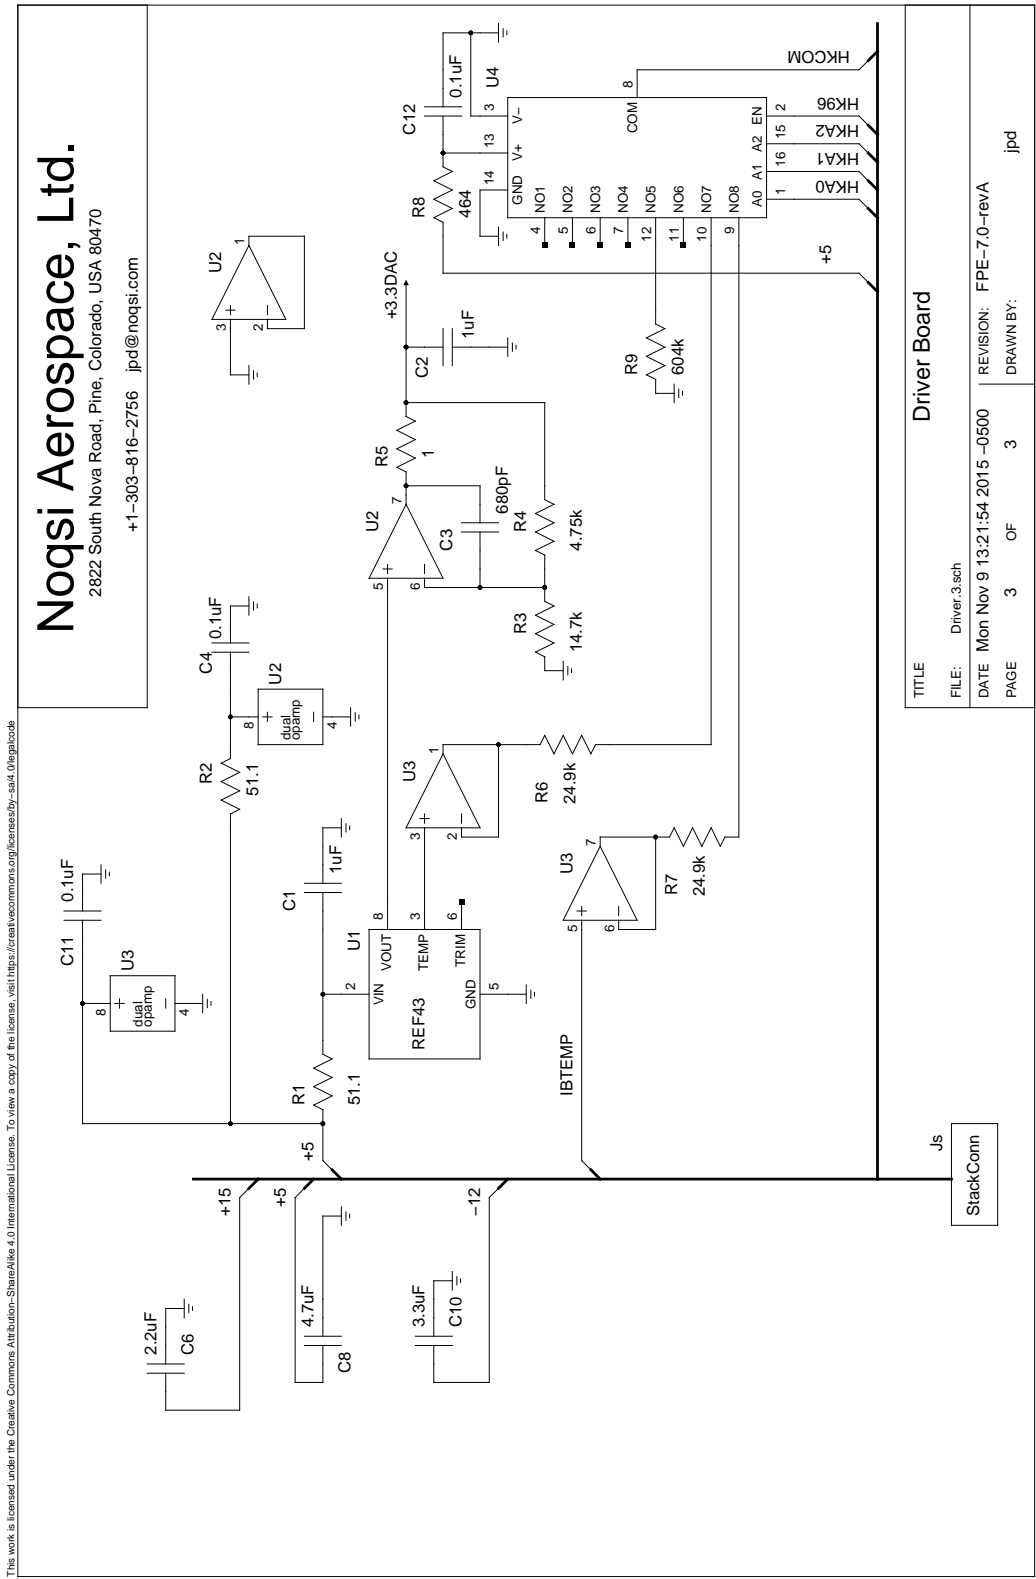 This work is licensed under the Creative Commons Attribution−ShareAlike 4.0 International License. To view a copy of the license, visit https://creativecommons.org/licenses/by−sa/4.0/legalcode
Noqsi Aerospace, Ltd.
2822 South Nova Road, Pine, Colorado, USA 80470
+1−303−816−2756 jpd@noqsi.com
C11
0.1uF
U3
8
+
dual
opamp
−
4
R2
51.1
C4
0.1uF
U2
8
+
dual
opamp
−
4
U2
3
+
2
−
1
+15
2.2uF
C6
+5
4.7uF
C8
−12
3.3uF
C10
+5
R1
51.1
C1
1uF
U1
2
VIN
REF43
VOUT
8
TEMP
3
TRIM
6
GND
5
U3
3
+
2
−
1
R6
24.9k
U2
5
+
6
−
7
C3
680pF
R5
1
R4
4.75k
R3
14.7k
C2
1uF
+3.3DAC
IBTEMP
U3
5
+
6
−
7
R7
24.9k
R9
604k
R8
464
C12
0.1uF
U4
14
GND
13
V+
3
V−
4
NO1
5
NO2
6
NO3
7
NO4
12
NO5
11
NO6
10
NO7
9
NO8
COM
8
A0
1
A1
16
A2
15
EN
2
HKA0
HKA1
HKA2
HK96
HKCOM
+5
Js
StackConn
TITLE
Driver Board
FILE: Driver.3.sch
REVISION: FPE−7.0−revA
DATE Mon Nov 9 13:21:54 2015 −0500
PAGE 3 OF 3
DRAWN BY: jpd